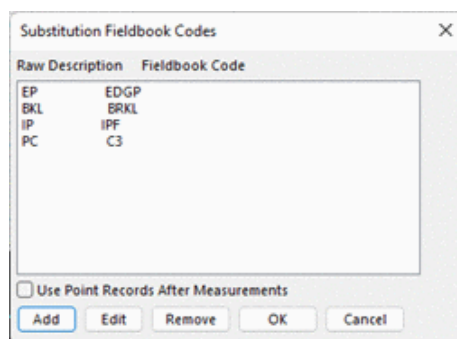 Substitution Fieldbook Codes
Raw Description Fieldbook Code
EP EDGP
BKL BRKL
IP IPF
PC C3
Use Point Records After Measurements
Add Edit Remove OK Cancel